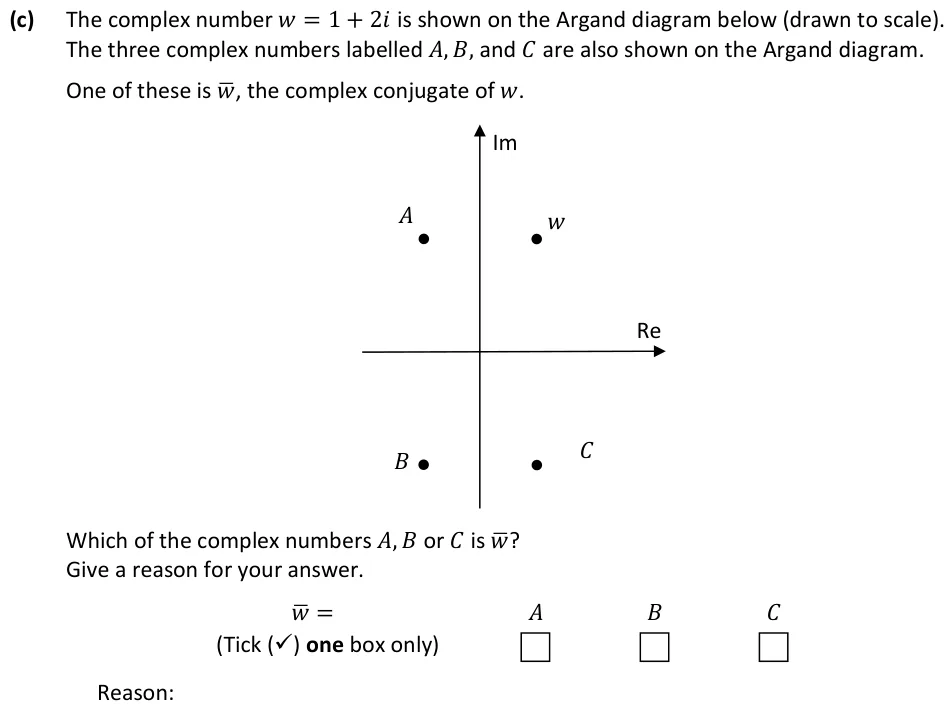 (c) The complex number w = 1 + 2i is shown on the Argand diagram below (drawn to scale).
The three complex numbers labelled A, B, and C are also shown on the Argand diagram.
One of these is w̅, the complex conjugate of w.
Im
A
w
Re
B
C
Which of the complex numbers A, B or C is w̅?
Give a reason for your answer.
w̅ = A B C
(Tick (✓) one box only)
Reason: